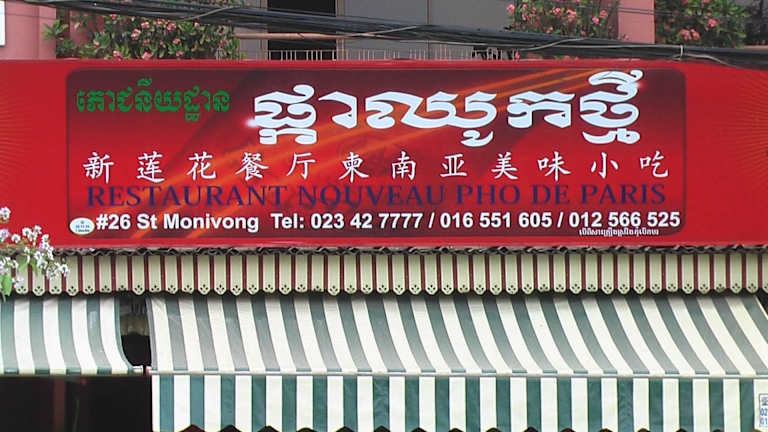 ភោជនីយដ្ឋាន ផ្កាឈូកថ្មី
新莲花餐厅柬南亚美味小吃
RESTAURANT NOUVEAU PHO DE PARIS
#26 St Monivong Tel: 023 42 7777 / 016 551 605 / 012 566 525